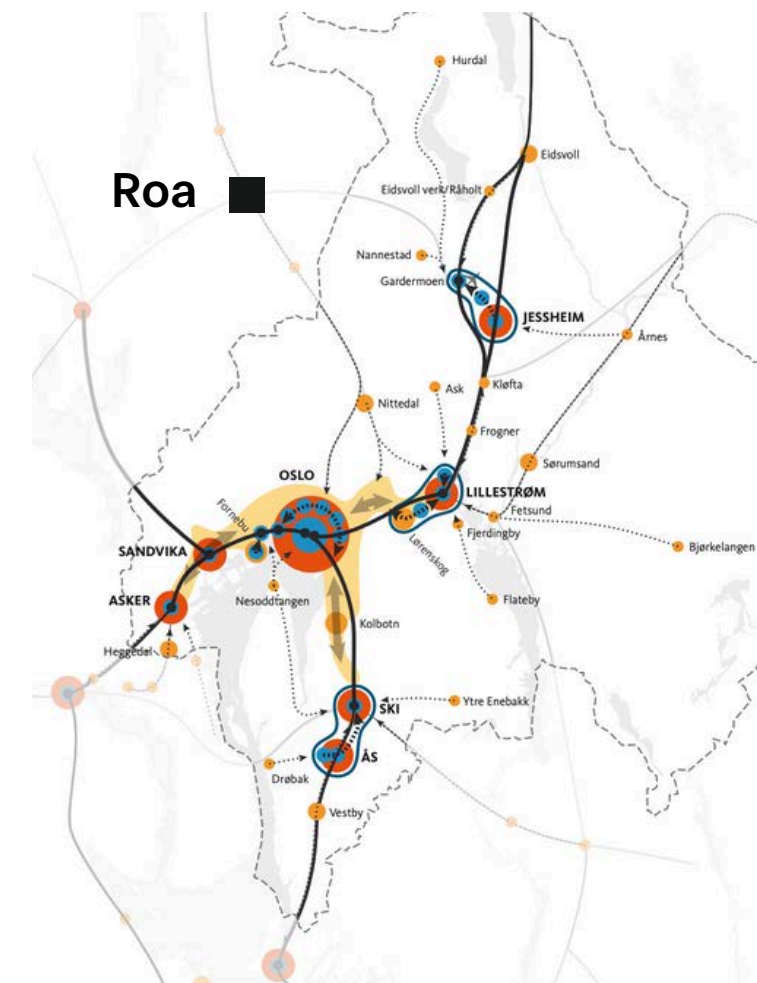 Hurdal
Eidsvoll
Roa
Eidsvoll verk/Råholt
Nannestad
Gardermoen
JESSHEIM
Årnes
Ask
Kløfta
Nittedal
Frogner
Sørumsand
OSLO
LILLESTRØM
Fornebu
Fetsund
Fjerdingby
Lørenskog
SANDVIKA
Bjørkelangen
ASKER
Nesoddtangen
Flateby
Kolbotn
Heggedal
Ytre Enebakk
SKI
ÅS
Drøbak
Vestby